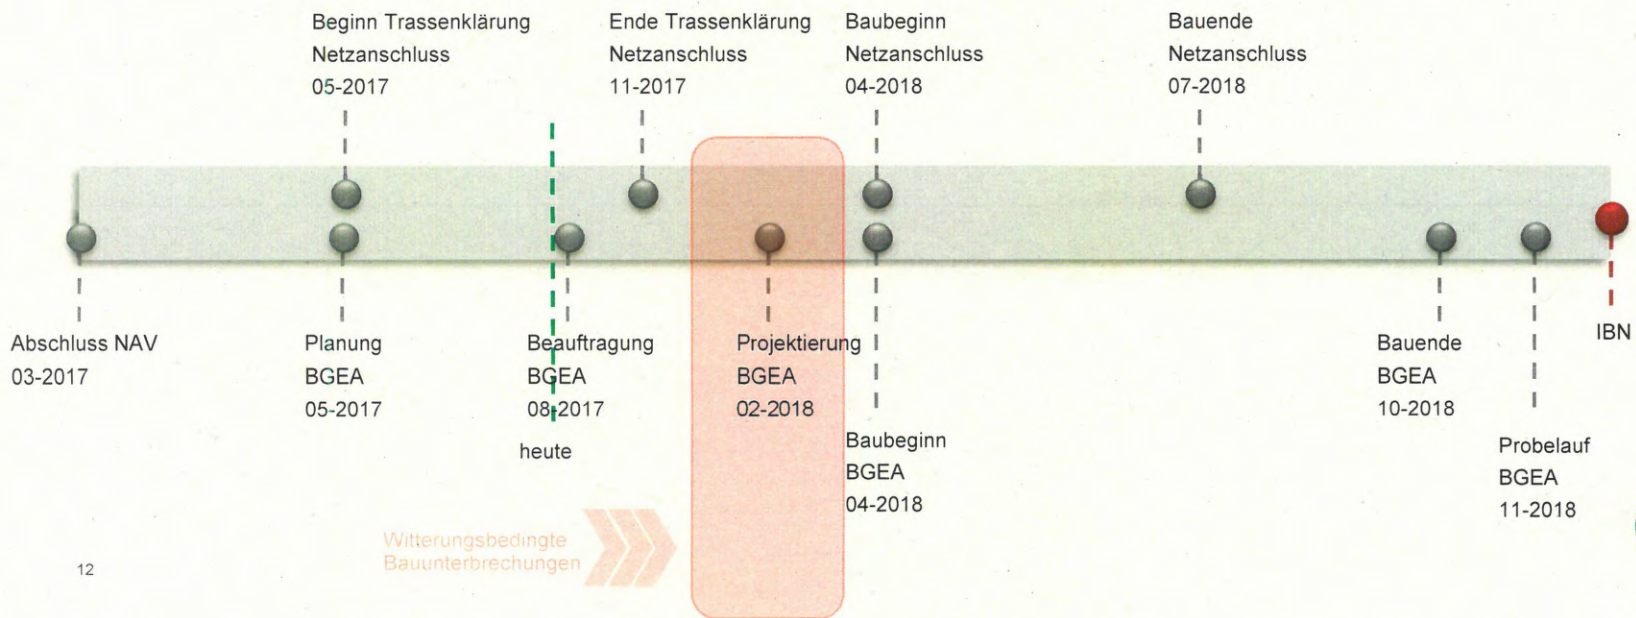 Beginn Trassenklärung
Netzanschluss
05-2017
Ende Trassenklärung
Netzanschluss
11-2017
Baubeginn
Netzanschluss
04-2018
Bauende
Netzanschluss
07-2018
Abschluss NAV
03-2017
Planung
BGEA
05-2017
Beauftragung
BGEA
08-2017
heute
Projektierung
BGEA
02-2018
Baubeginn
BGEA
04-2018
Bauende
BGEA
10-2018
Probelauf
BGEA
11-2018
IBN
Witterungsbedingte
Bauunterbrechungen
12